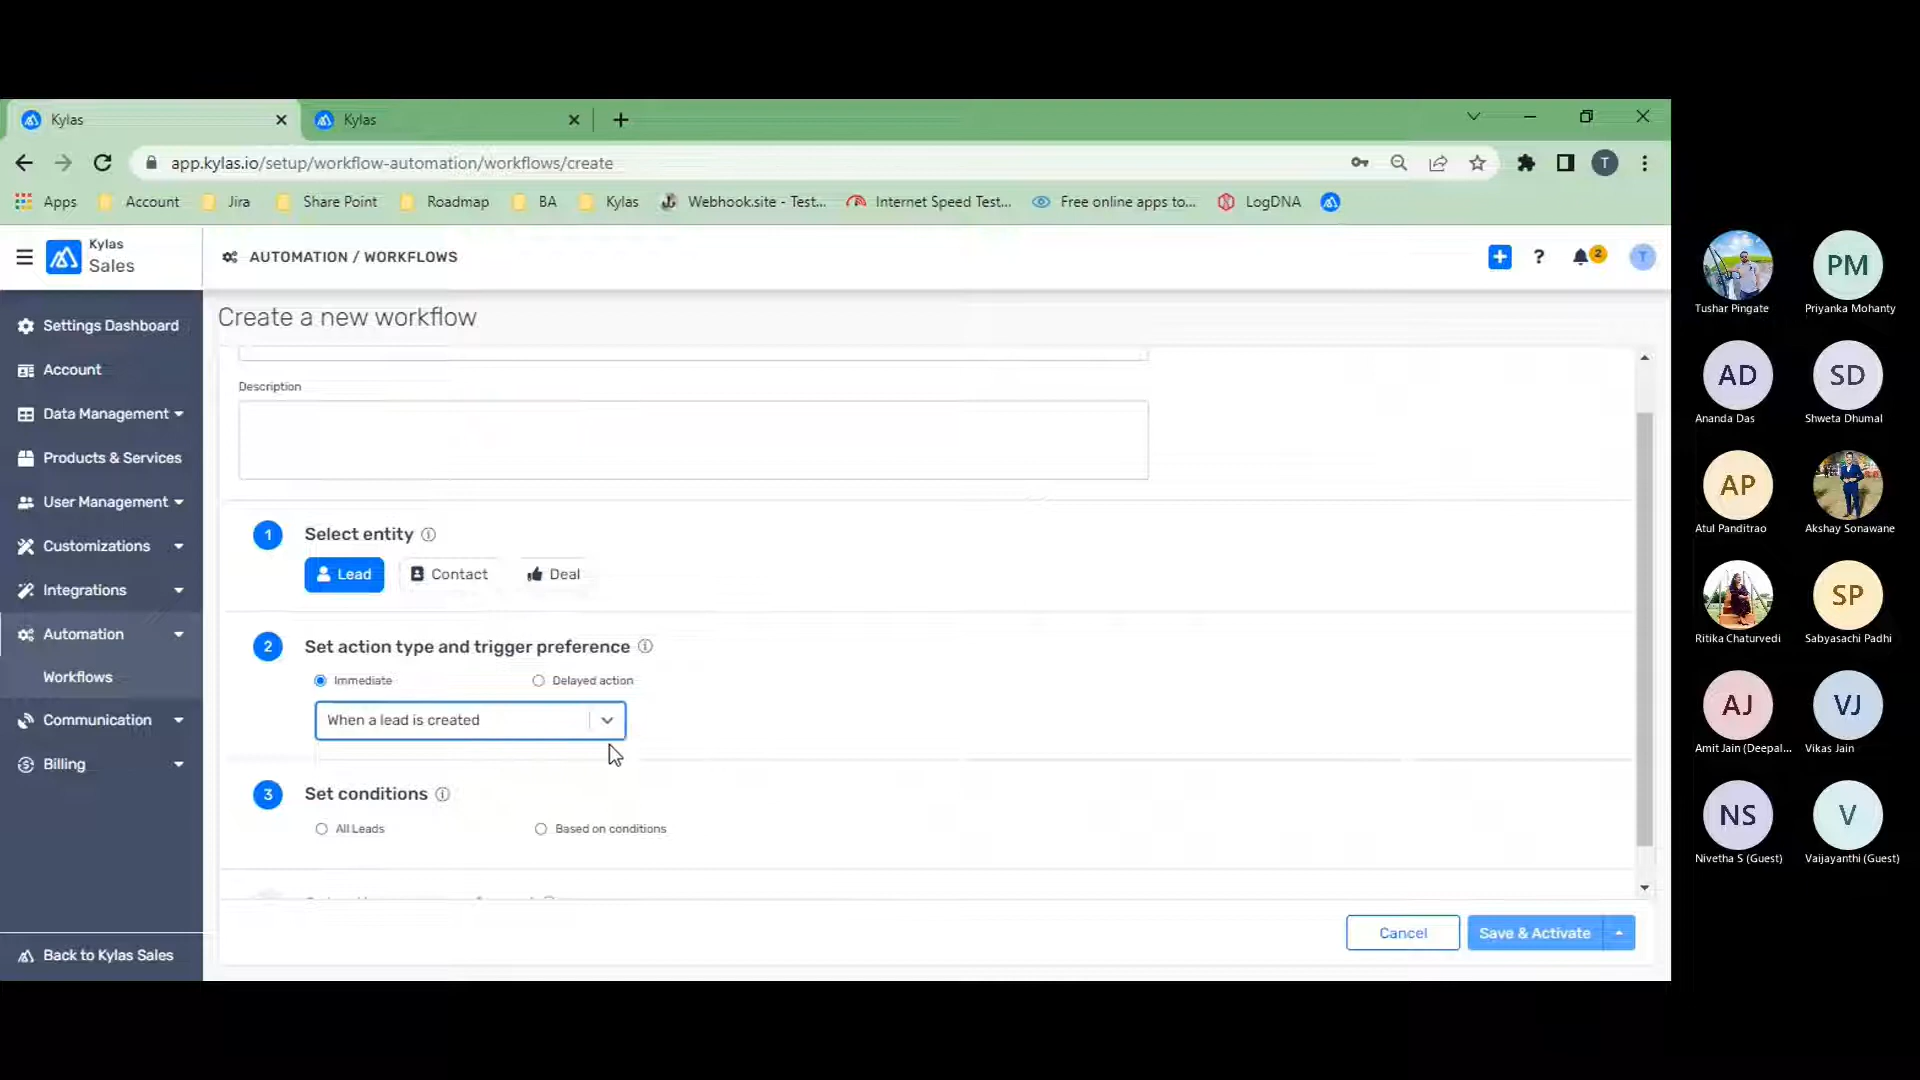 Kylas
Kylas
app.kylas.io/setup/workflow-automation/workflows/create
T
Apps
Account
Jira
Share Point
Roadmap
BA
Kylas
Webhook.site - Test...
Internet Speed Test...
Free online apps to...
LogDNA
Kylas
Sales
AUTOMATION / WORKFLOWS
?
2
T
Settings Dashboard
Account
Data Management
Products & Services
User Management
Customizations
Integrations
Automation
Workflows
Communication
Billing
Back to Kylas Sales
Create a new workflow
Description
1 Select entity
Lead
Contact
Deal
2 Set action type and trigger preference
Immediate
Delayed action
When a lead is created
3 Set conditions
All Leads
Based on conditions
Cancel
Save & Activate
Tushar Pingate
PM
Priyanka Mohanty
AD
Ananda Das
SD
Shweta Dhumal
AP
Atul Panditrao
Akshay Sonawane
Ritika Chaturvedi
SP
Sabyasachi Padhi
AJ
Amit Jain (Deepal...
VJ
Vikas Jain
NS
Nivetha S (Guest)
V
Vaijayanthi (Guest)